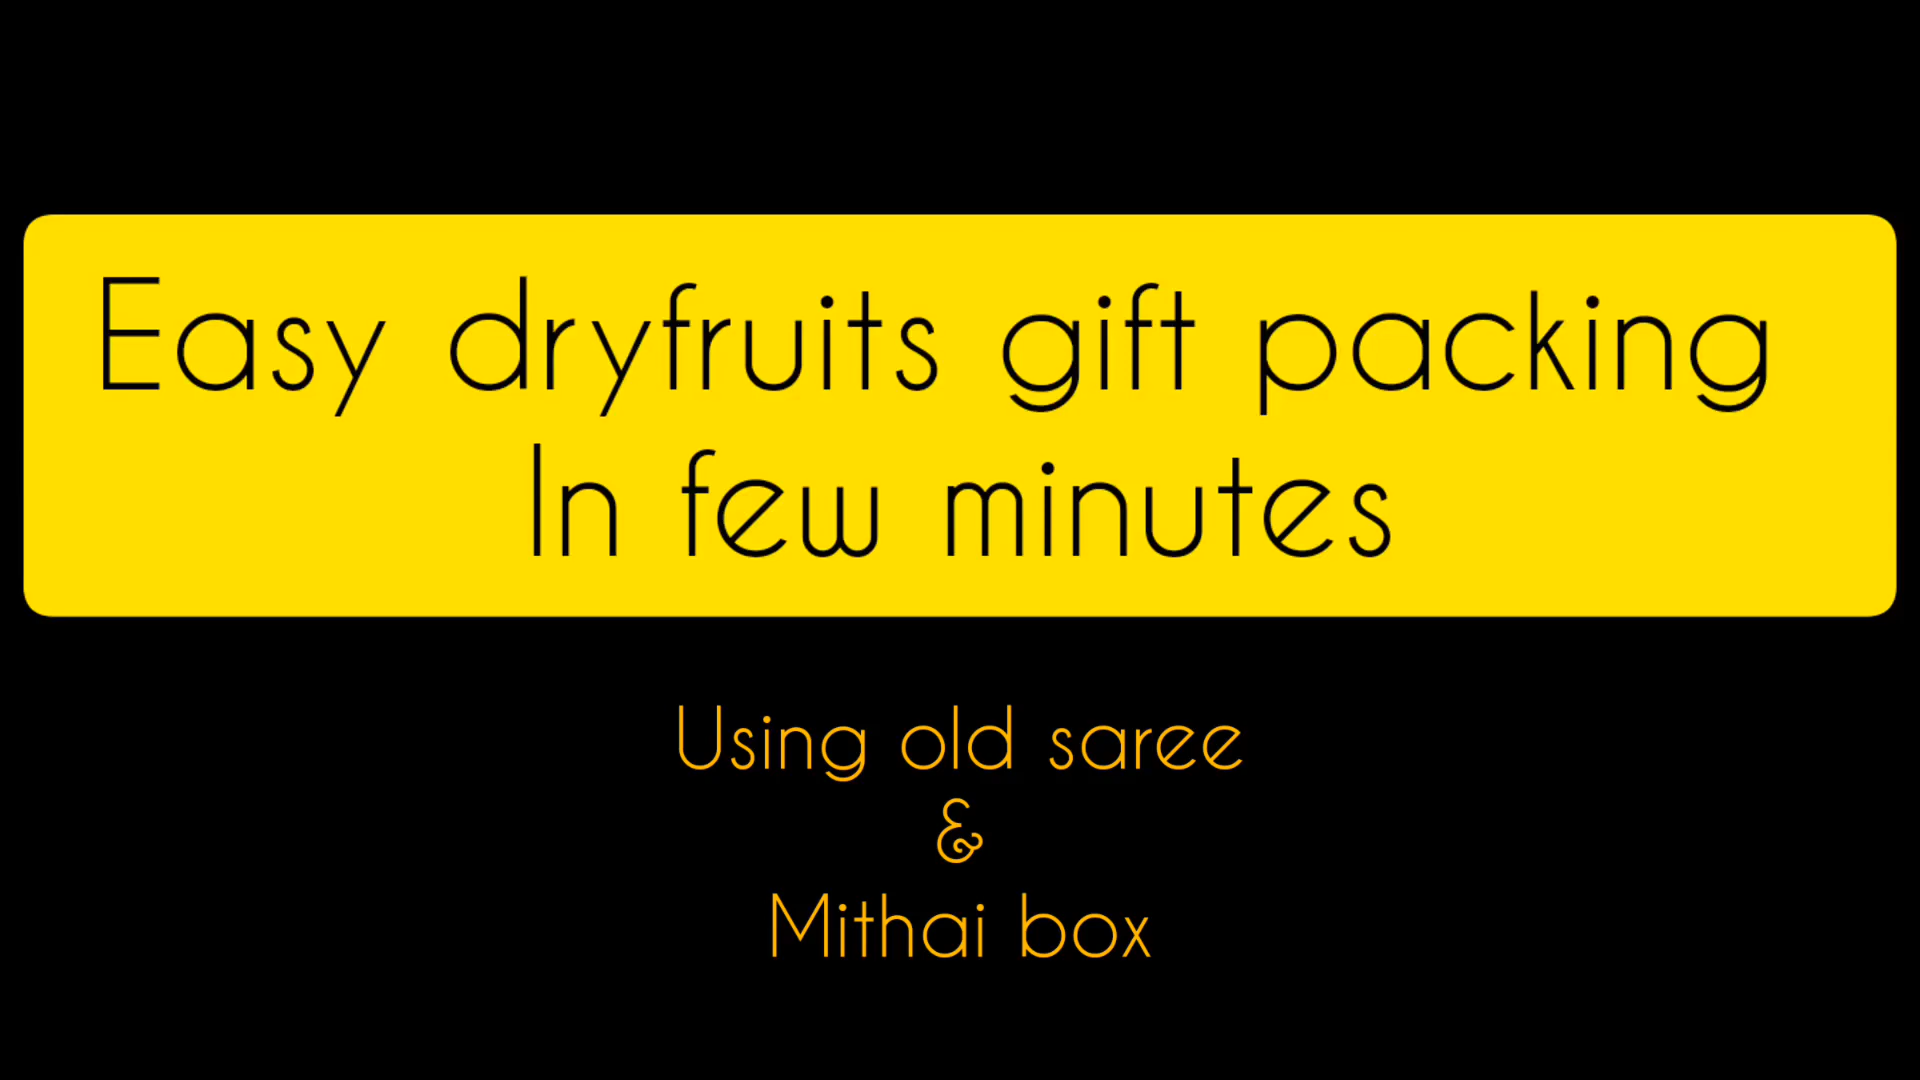 Easy dryfruits gift packing
In few minutes
Using old saree
&
Mithai box